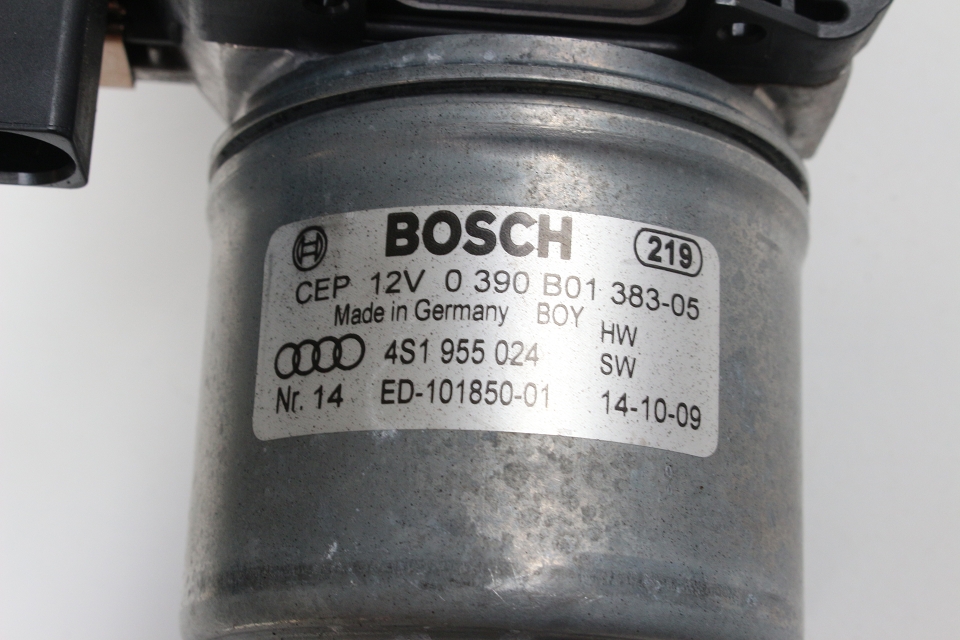 BOSCH 219
CEP 12V 0 390 B01 383-05
Made in Germany BOY HW
4S1 955 024 SW
Nr. 14 ED-101850-01 14-10-09